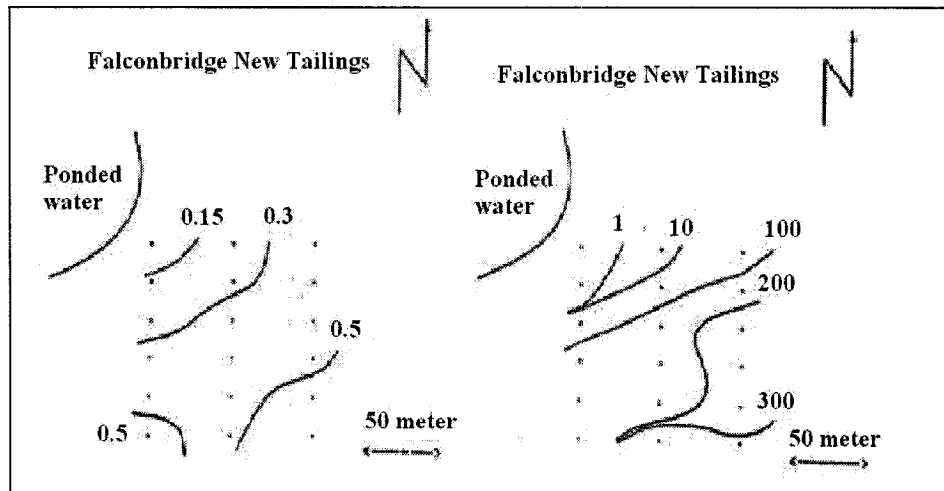 Falconbridge New Tailings
N
Ponded
water
0.15
0.3
0.5
0.5
50 meter
Falconbridge New Tailings
N
Ponded
water
1
10
100
200
300
50 meter